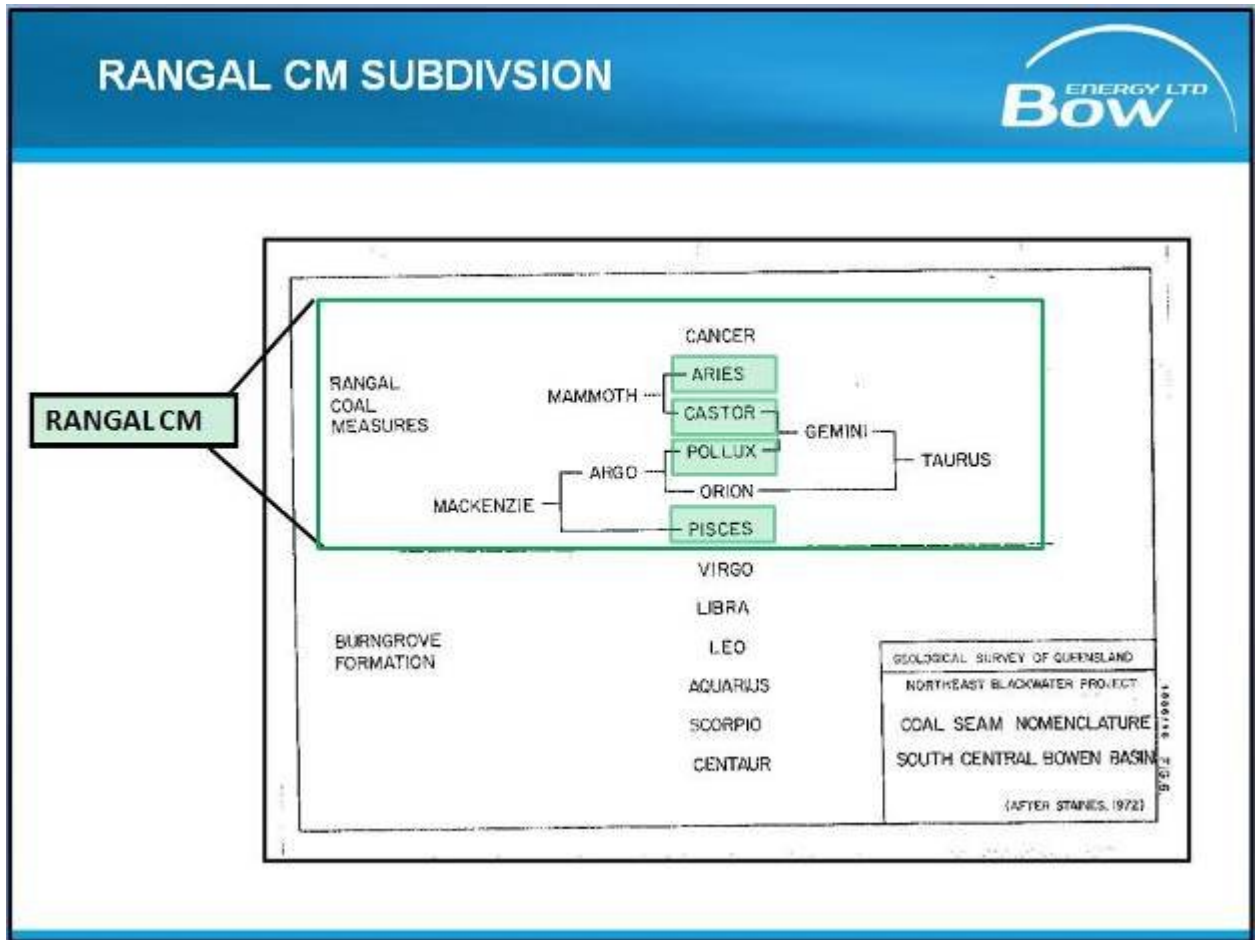 RANGAL CM SUBDIVSION
ENERGY LTD
BOW
RANGAL CM
RANGAL
COAL
MEASURES
CANCER
ARIES
MAMMOTH
CASTOR
GEMINI
POLLUX
TAURUS
ARGO
ORION
MACKENZIE
PISCES
VIRGO
LIBRA
BURNGROVE
FORMATION
LEO
AQUARIUS
SCORPIO
CENTAUR
GEOLOGICAL SURVEY OF QUEENSLAND
NORTHEAST BLACKWATER PROJECT
COAL SEAM NOMENCLATURE
SOUTH CENTRAL BOWEN BASIN
(AFTER STAINES, 1972)
FIG.6.